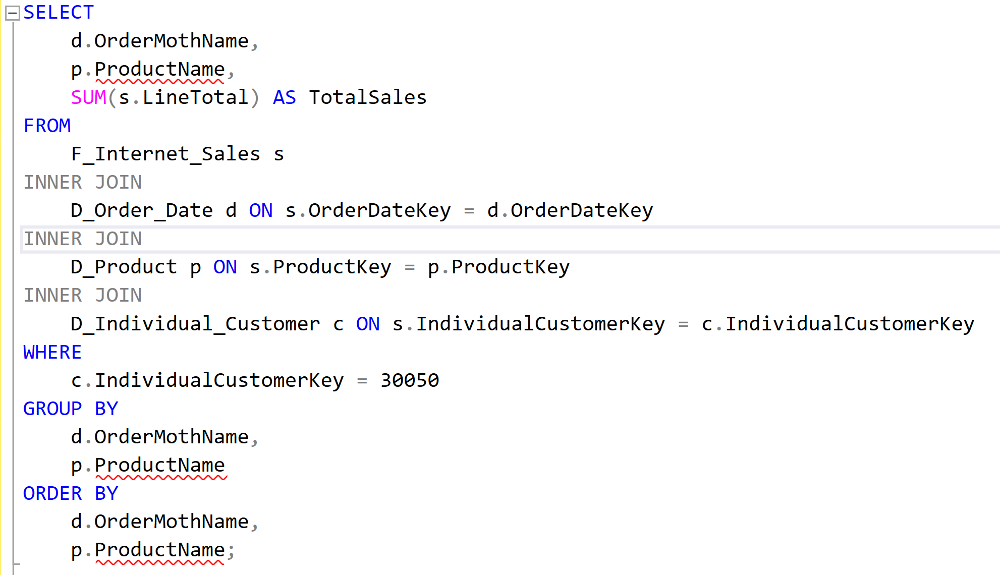 SELECT
d.OrderMothName,
p.ProductName,
SUM(s.LineTotal) AS TotalSales
FROM
F_Internet_Sales s
INNER JOIN
D_Order_Date d ON s.OrderDateKey = d.OrderDateKey
INNER JOIN
D_Product p ON s.ProductKey = p.ProductKey
INNER JOIN
D_Individual_Customer c ON s.IndividualCustomerKey = c.IndividualCustomerKey
WHERE
c.IndividualCustomerKey = 30050
GROUP BY
d.OrderMothName,
p.ProductName
ORDER BY
d.OrderMothName,
p.ProductName;